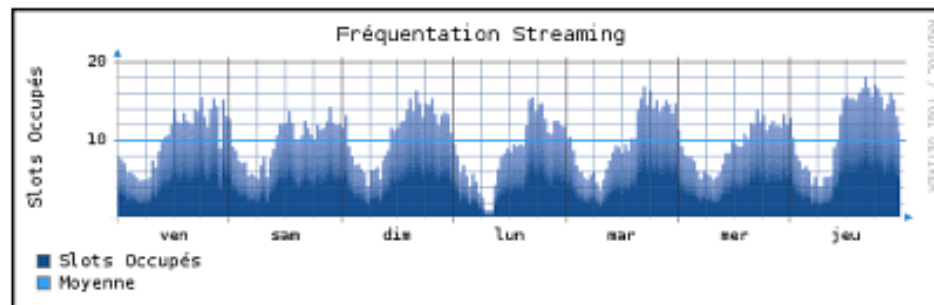 Fréquentation Streaming
Slots Occupés
20
10
ven sam dim lun mar mer jeu
Slots Occupés
Moyenne